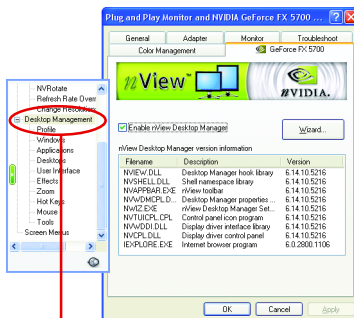 Plug and Play Monitor and NVIDIA GeForce FX 5700 ...
General Adapter Monitor Troubleshoot
Color Management GeForce FX 5700
nView™
NVIDIA.
Enable nView Desktop Manager
Wizard...
nView Desktop Manager version information
Filename Description Version
NVIEW.DLL Desktop Manager hook library 6.14.10.5216
NVSHELL.DLL Shell namespace library 6.14.10.5216
NVAPPBAR.EXE nView toolbar 6.14.10.5216
NVWDMCPL.D... Desktop Manager properties ... 6.14.10.5216
NWIZ.EXE nView Desktop Manager Set... 6.14.10.5216
NVTUICPL.CPL Control panel icon program 6.14.10.5216
NVWDDI.DLL Display driver interface library 6.14.10.5216
NVCPL.DLL Display driver control panel 6.14.10.5216
IEXPLORE.EXE Internet browser program 6.0.2800.1106
OK Cancel Apply
NVRotate
Refresh Rate Overr
Change Resolution
Desktop Management
Profile
Windows
Applications
Desktops
User Interface
Effects
Zoom
Hot Keys
Mouse
Tools
Screen Menus